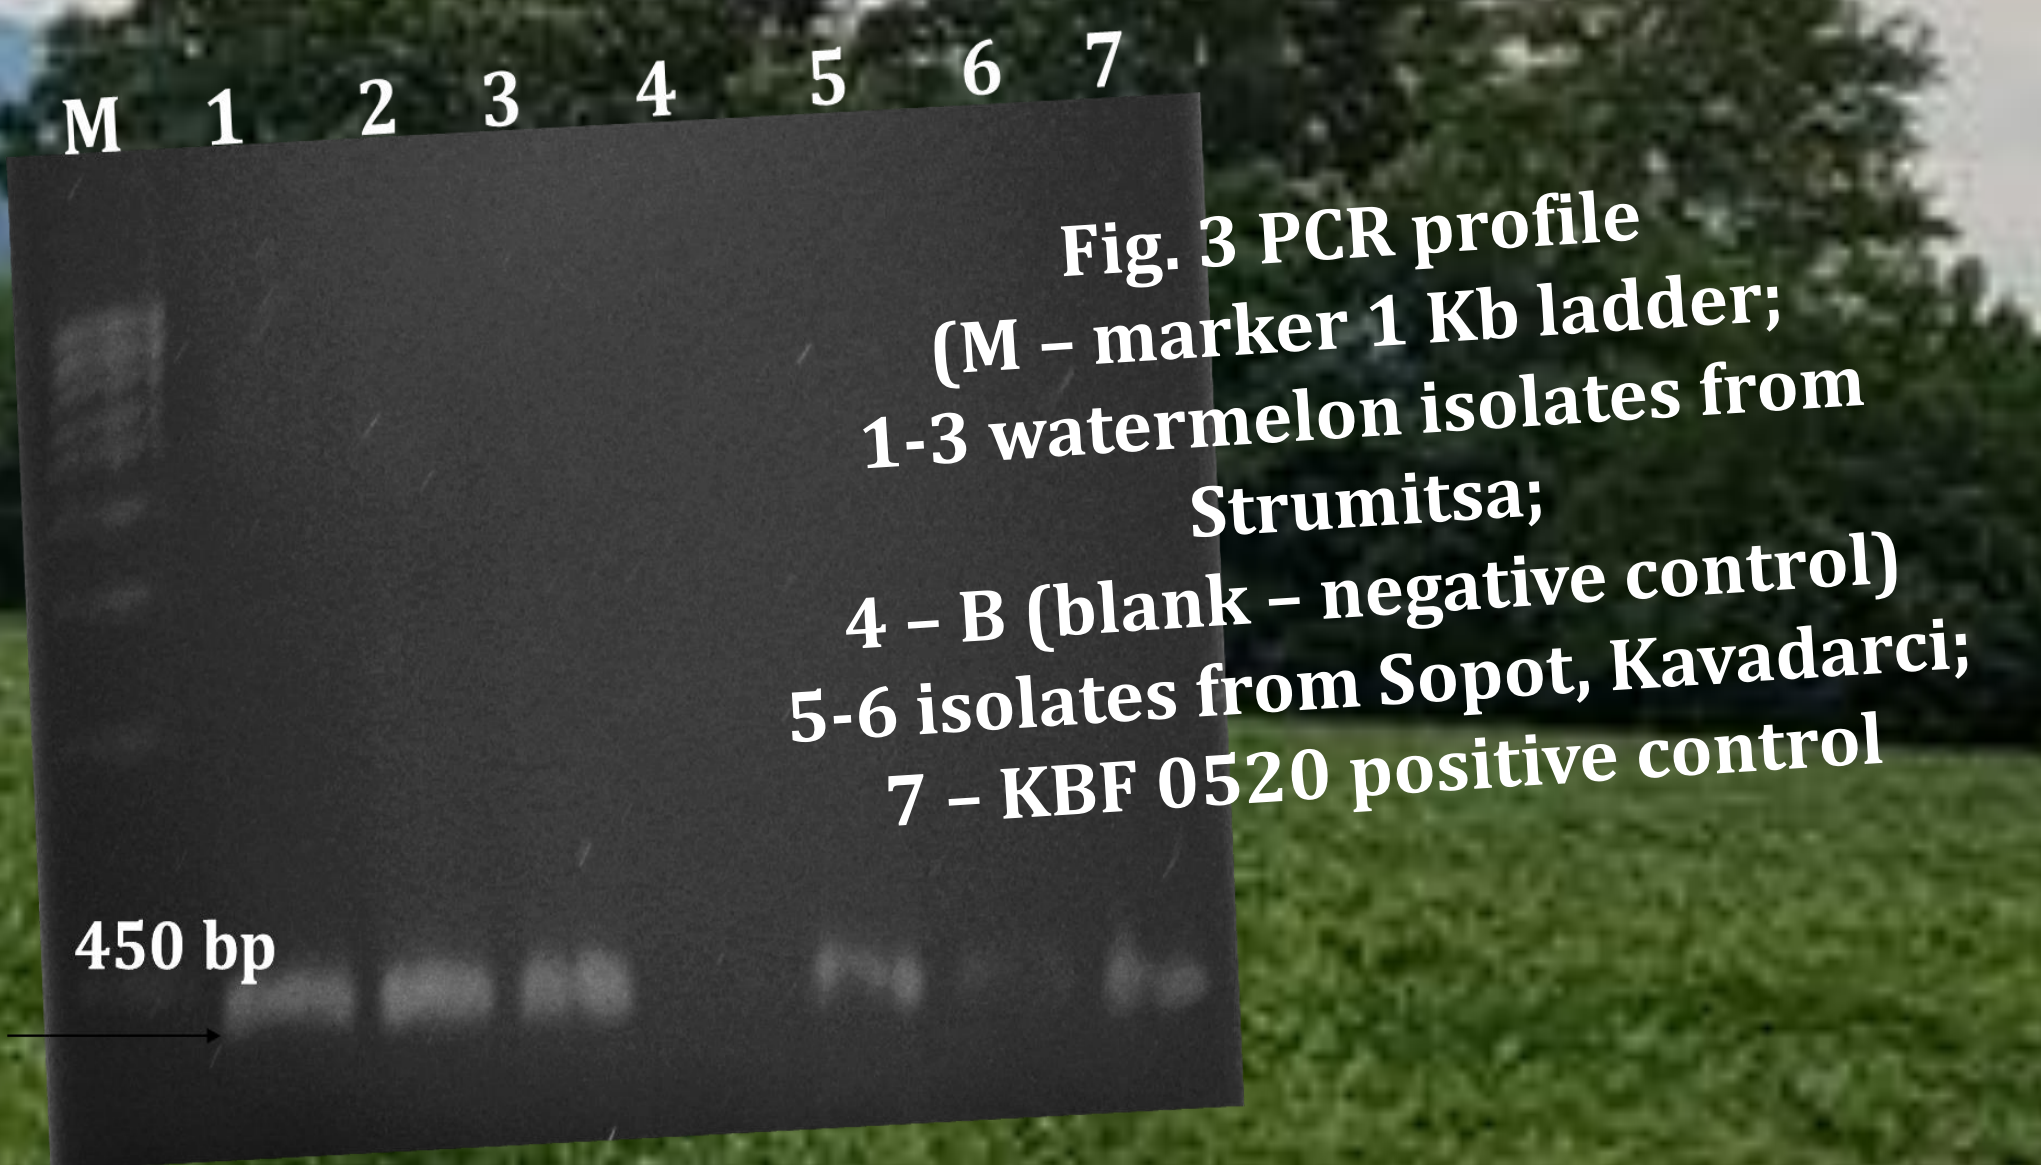 M 1 2 3 4 5 6 7
Fig. 3 PCR profile
(M – marker 1 Kb ladder;
1-3 watermelon isolates from
Strumitsa;
4 – B (blank – negative control)
5-6 isolates from Sopot, Kavadarci;
7 – KBF 0520 positive control
450 bp